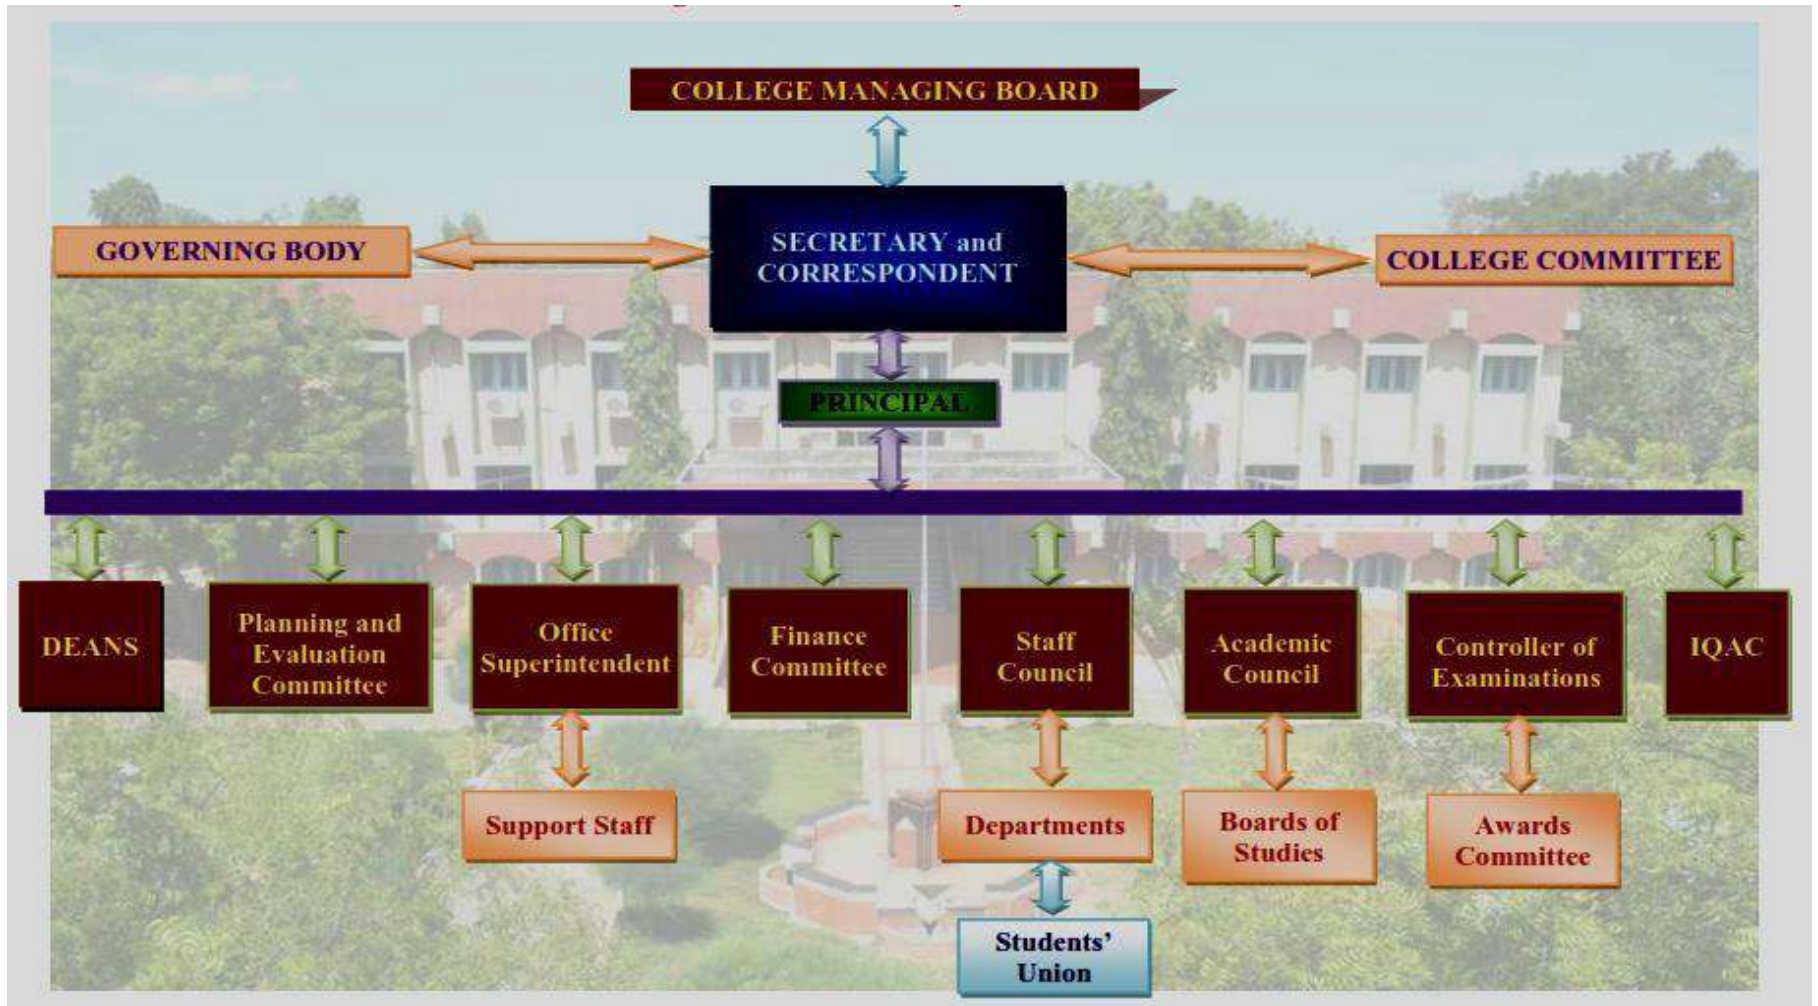 COLLEGE MANAGING BOARD
SECRETARY and
CORRESPONDENT
GOVERNING BODY
COLLEGE COMMITTEE
PRINCIPAL
DEANS
Planning and
Evaluation
Committee
Office
Superintendent
Finance
Committee
Staff
Council
Academic
Council
Controller of
Examinations
IQAC
Support Staff
Departments
Boards of
Studies
Awards
Committee
Students’
Union